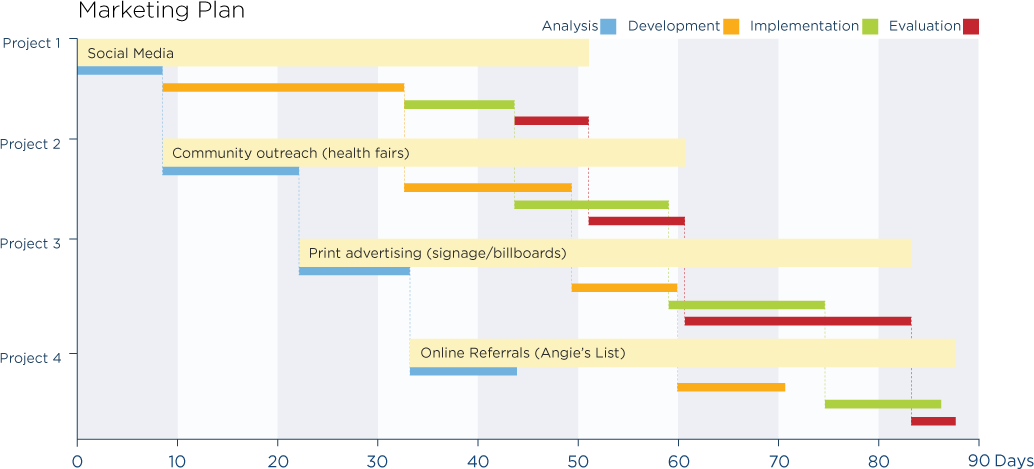 Marketing Plan
Analysis Development Implementation Evaluation
Project 1
Social Media
Project 2
Community outreach (health fairs)
Project 3
Print advertising (signage/billboards)
Project 4
Online Referrals (Angie's List)
0 10 20 30 40 50 60 70 80 90 Days